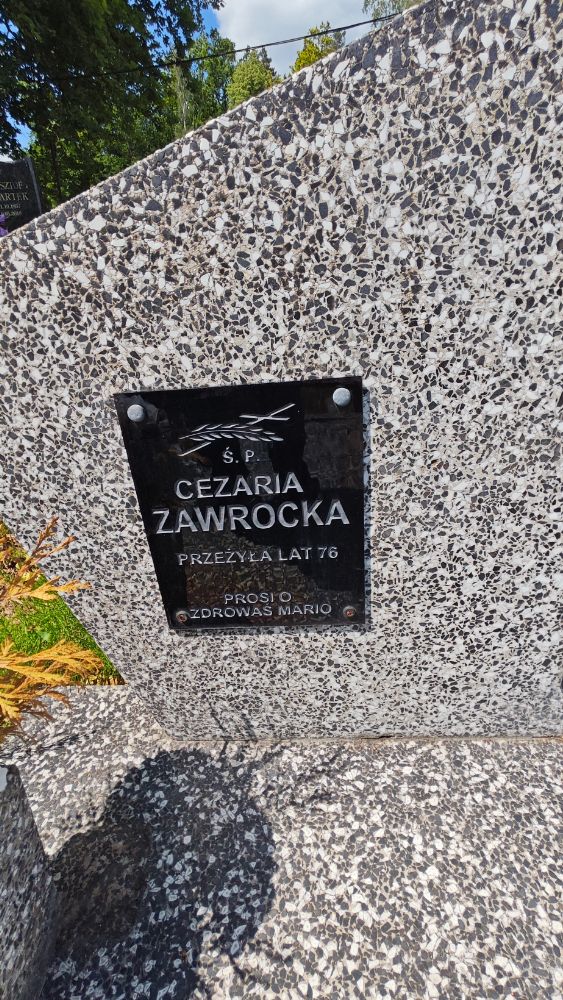 Ś. P.
CEZARIA
ZAWROCKA
PRZEŻYŁA LAT 76
PROSI O
ZDROWAŚ MARIO